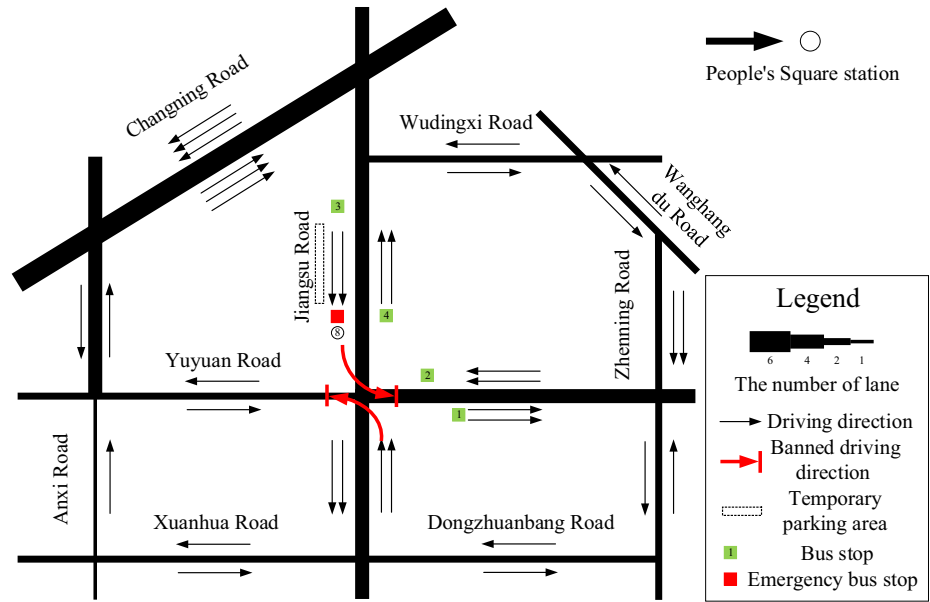 Changning Road
People's Square station
Wudingxi Road
Wanghang
du Road
3
Jiangsu Road
4
8
Zhenning Road
Yuyuan Road
2
1
Anxi Road
Xuanhua Road
Dongzhuanbang Road
Legend
6
4
2
1
The number of lane
Driving direction
Banned driving
direction
Temporary
parking area
1
Bus stop
Emergency bus stop